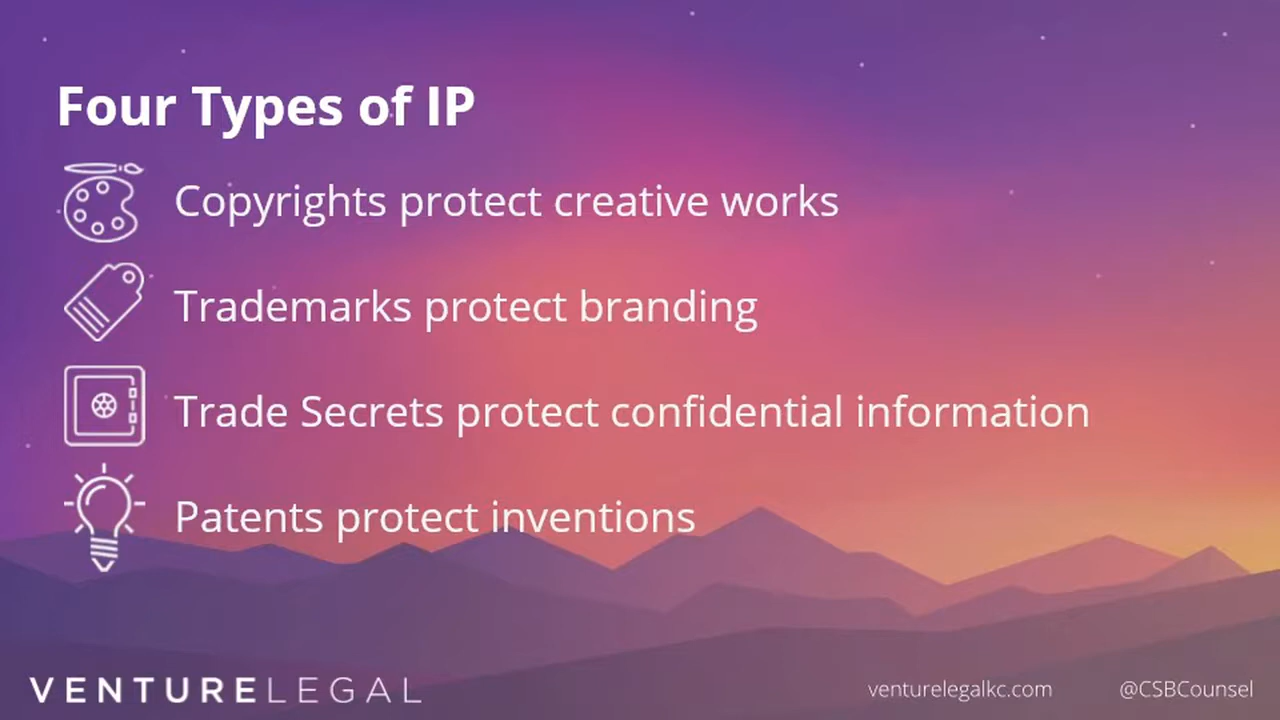 Four Types of IP
Copyrights protect creative works
Trademarks protect branding
Trade Secrets protect confidential information
Patents protect inventions
VENTURELEGAL
venturelegalkc.com
@CSBCounsel